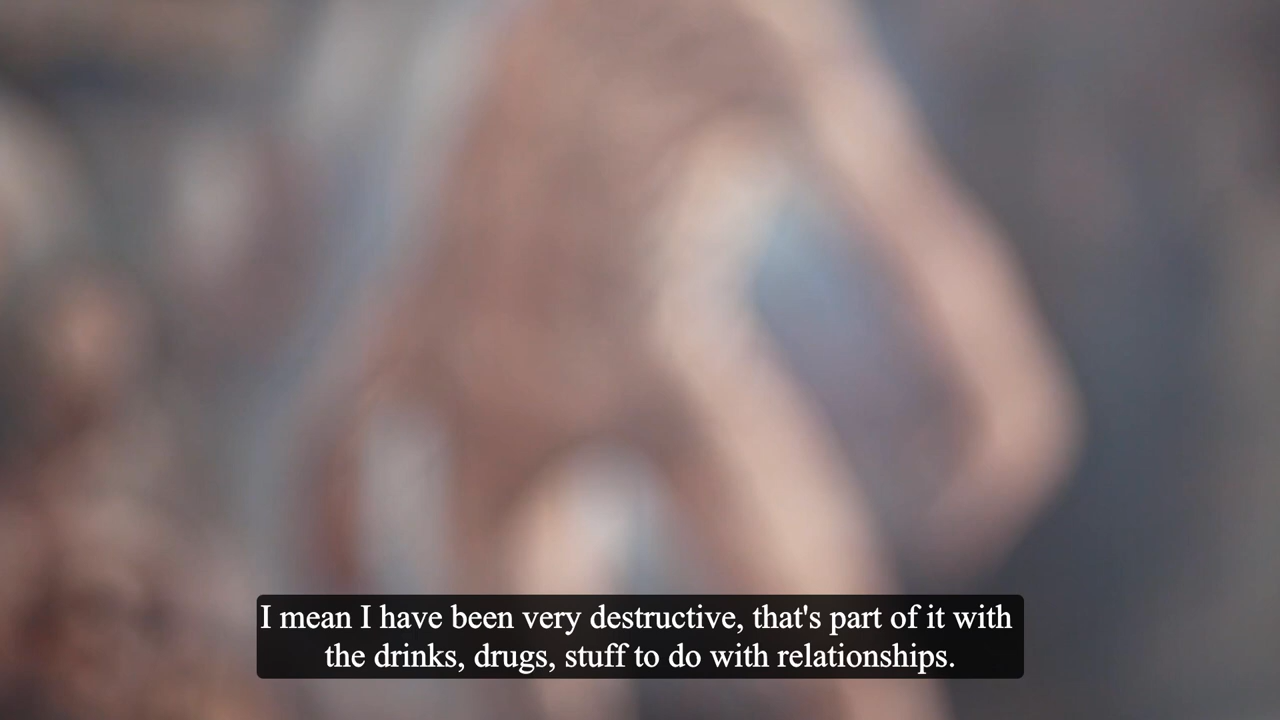 I mean I have been very destructive, that's part of it with
the drinks, drugs, stuff to do with relationships.